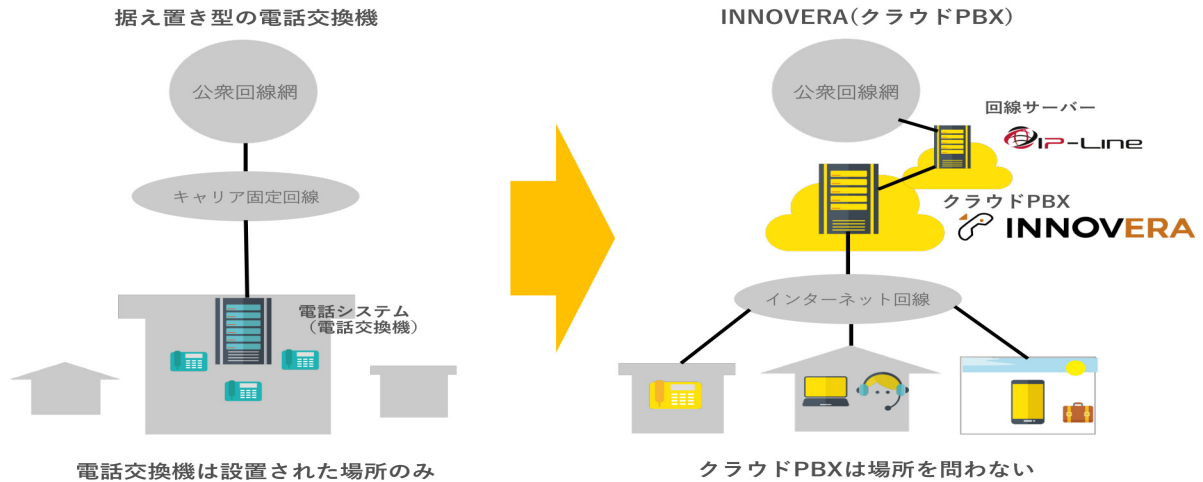 据え置き型の電話交換機
公衆回線網
キャリア固定回線
電話システム
（電話交換機）
電話交換機は設置された場所のみ
INNOVERA(クラウドPBX)
公衆回線網
回線サーバー
IP-LINE
クラウドPBX
INNOVERA
インターネット回線
クラウドPBXは場所を問わない